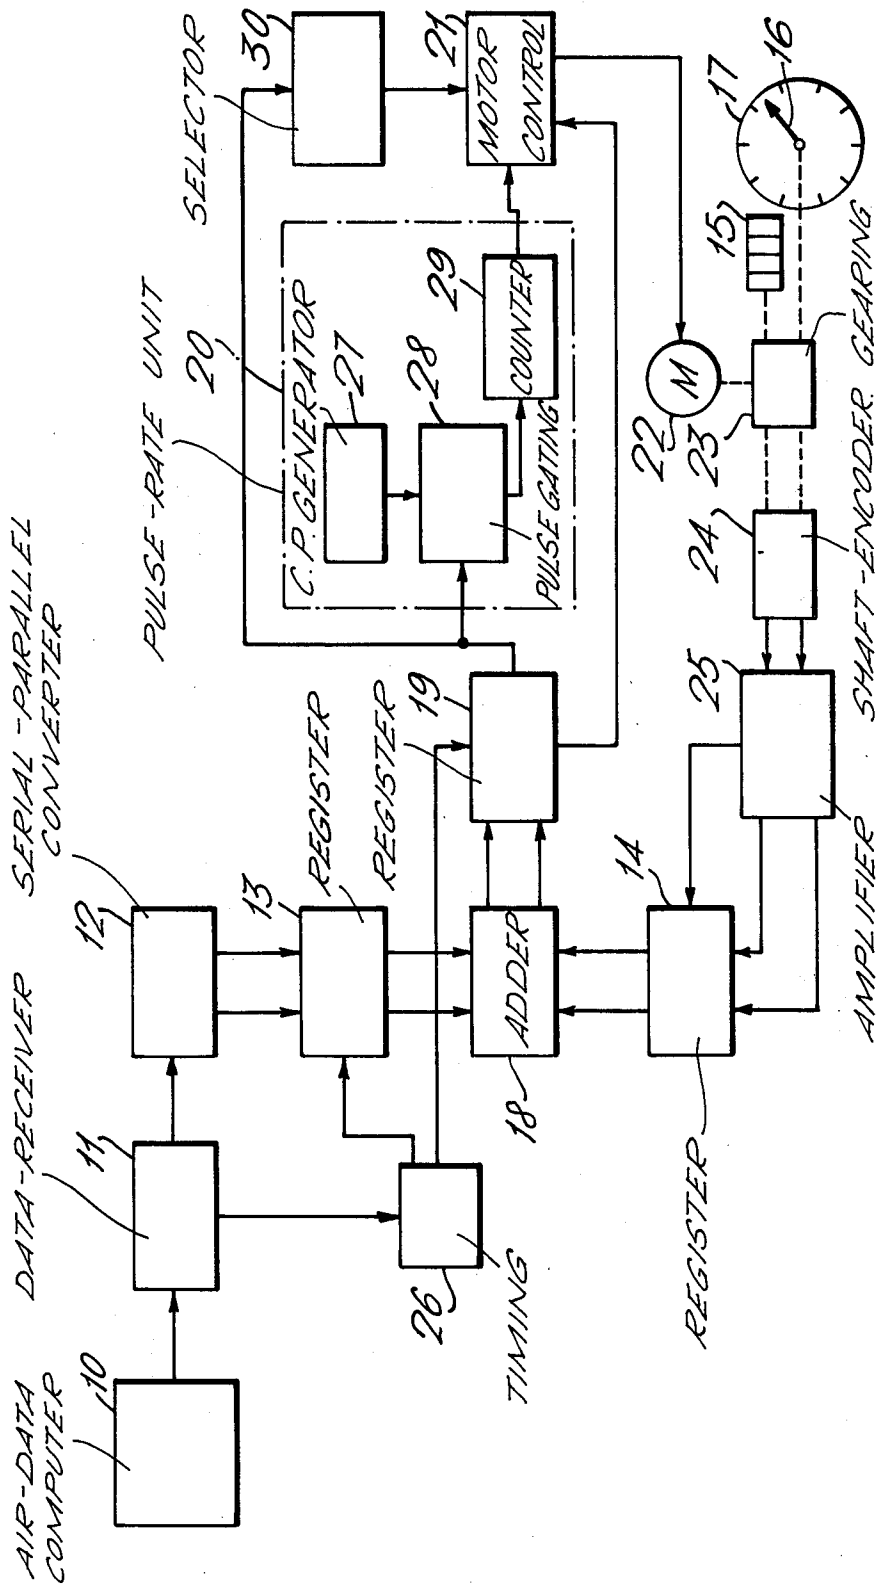 AIR-DATA
COMPUTER
10
DATA-RECEIVER
11
SERIAL-PARALLEL
CONVERTER
12
13
REGISTER
REGISTER
19
TIMING
26
ADDER
18
REGISTER
14
AMPLIFIER
25
PULSE-RATE UNIT
20
C.P. GENERATOR
27
28
PULSE GATING
COUNTER
29
SELECTOR
30
MOTOR
CONTROL
21
M
22
23
24
SHAFT-ENCODER
GEARING
15
17
16